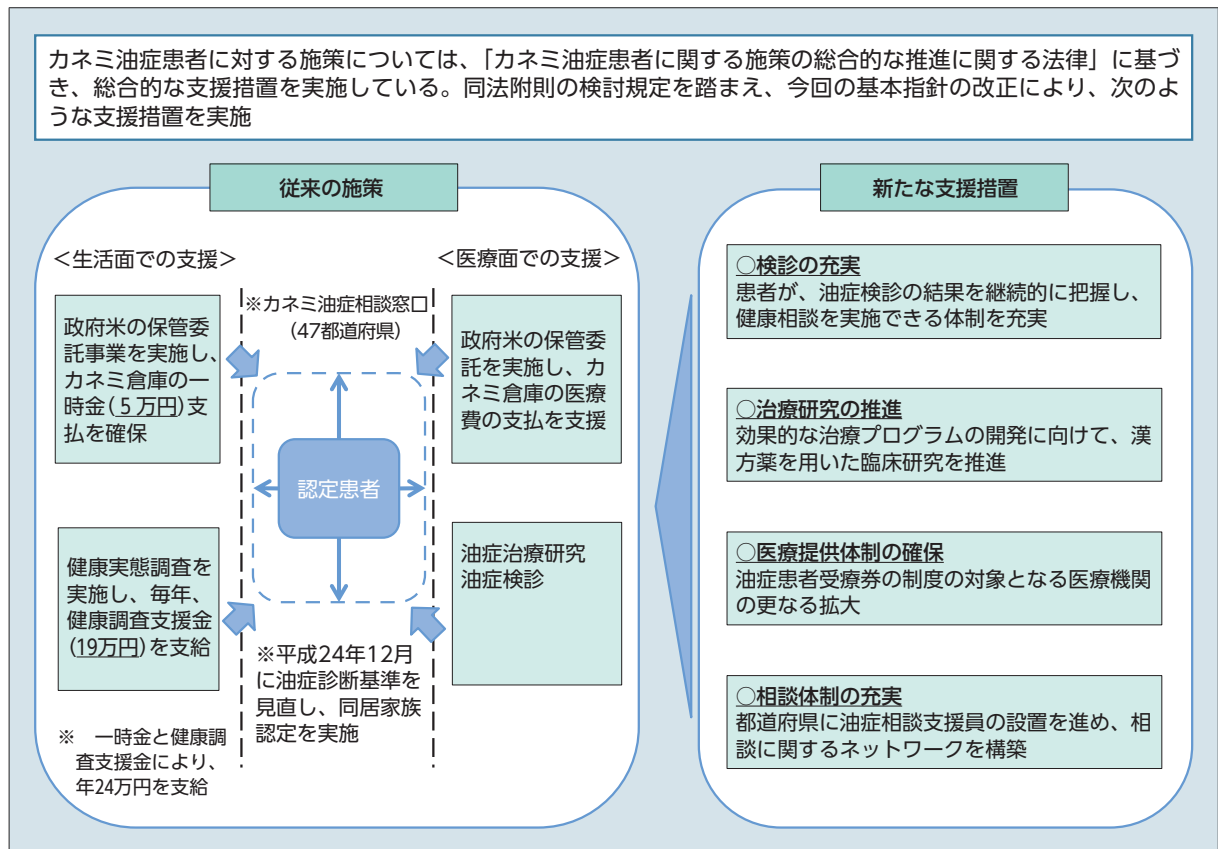 カネミ油症患者に対する施策については、「カネミ油症患者に関する施策の総合的な推進に関する法律」に基づ
き、総合的な支援措置を実施している。同法附則の検討規定を踏まえ、今回の基本指針の改正により、次のよ
うな支援措置を実施
従来の施策
＜生活面での支援＞
政府米の保管委
託事業を実施し、
カネミ倉庫の一
時金(５万円)支
払を確保
健康実態調査を
実施し、毎年、
健康調査支援金
(19万円)を支給
※　一時金と健康調
査支援金により、
年24万円を支給
※カネミ油症相談窓口
(47都道府県)
認定患者
※平成24年12月
に油症診断基準を
見直し、同居家族
認定を実施
＜医療面での支援＞
政府米の保管委
託を実施し、カ
ネミ倉庫の医療
費の支払を支援
油症治療研究
油症検診
新たな支援措置
○検診の充実
患者が、油症検診の結果を継続的に把握し、
健康相談を実施できる体制を充実
○治療研究の推進
効果的な治療プログラムの開発に向けて、漢
方薬を用いた臨床研究を推進
○医療提供体制の確保
油症患者受療券の制度の対象となる医療機関
の更なる拡大
○相談体制の充実
都道府県に油症相談支援員の設置を進め、相
談に関するネットワークを構築